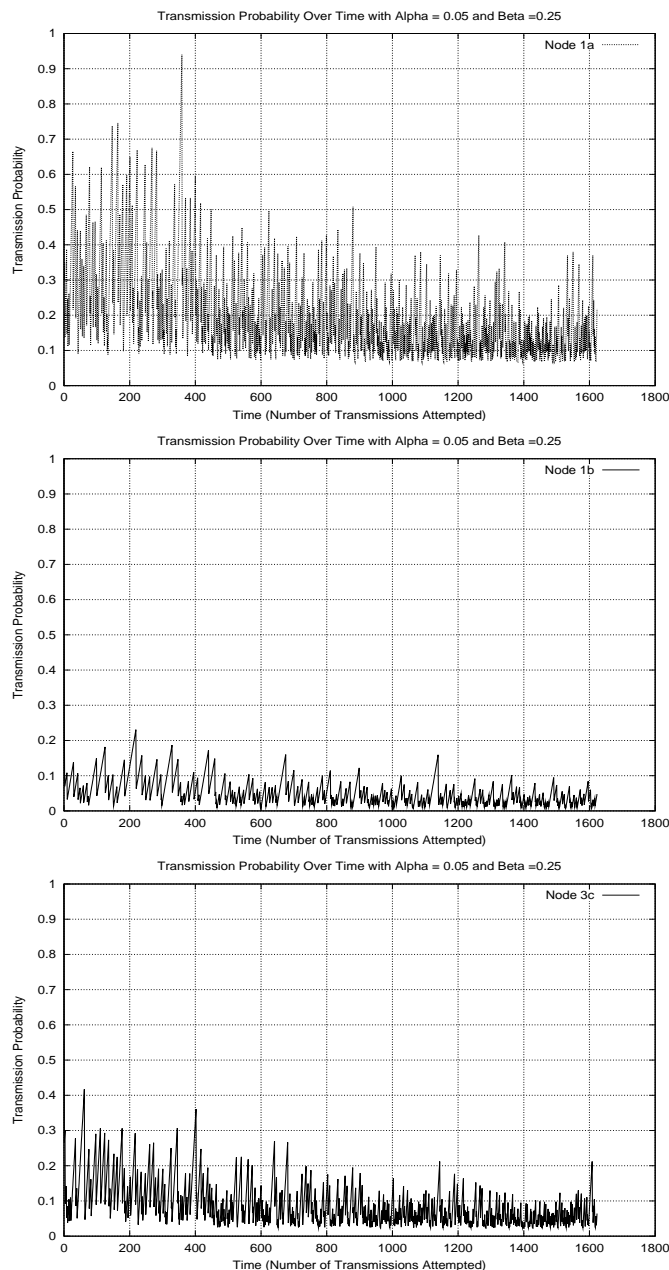 Transmission Probability Over Time with Alpha = 0.05 and Beta =0.25
Node 1a
1
0.9
0.8
0.7
0.6
0.5
0.4
0.3
0.2
0.1
0
Transmission Probability
0 200 400 600 800 1000 1200 1400 1600 1800
Time (Number of Transmissions Attempted)
Transmission Probability Over Time with Alpha = 0.05 and Beta =0.25
Node 1b
1
0.9
0.8
0.7
0.6
0.5
0.4
0.3
0.2
0.1
0
Transmission Probability
0 200 400 600 800 1000 1200 1400 1600 1800
Time (Number of Transmissions Attempted)
Transmission Probability Over Time with Alpha = 0.05 and Beta =0.25
Node 3c
1
0.9
0.8
0.7
0.6
0.5
0.4
0.3
0.2
0.1
0
Transmission Probability
0 200 400 600 800 1000 1200 1400 1600 1800
Time (Number of Transmissions Attempted)